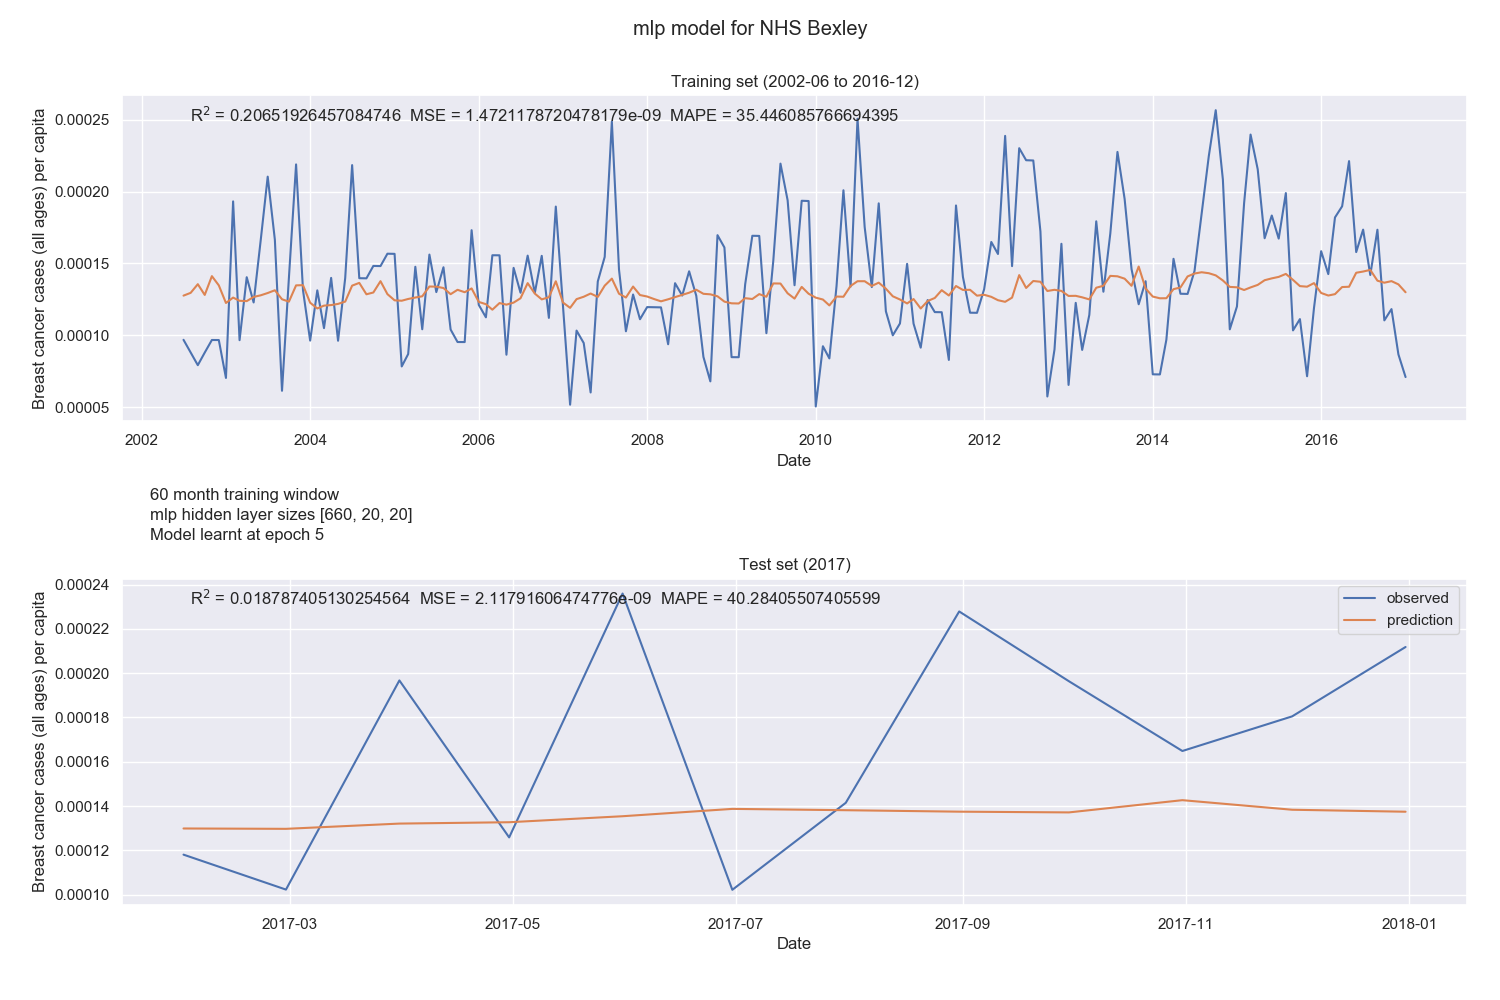 mlp model for NHS Bexley
Training set (2002-06 to 2016-12)
R² = 0.20651926457084746 MSE = 1.4721178720478179e-09 MAPE = 35.446085766694395
Breast cancer cases (all ages) per capita
0.00025
0.00020
0.00015
0.00010
0.00005
2002 2004 2006 2008 2010 2012 2014 2016
Date
60 month training window
mlp hidden layer sizes [660, 20, 20]
Model learnt at epoch 5
Test set (2017)
R² = 0.018787405130254564 MSE = 2.117916064747​76e-09 MAPE = 40.28405507405599
observed
prediction
Breast cancer cases (all ages) per capita
0.00024
0.00022
0.00020
0.00018
0.00016
0.00014
0.00012
0.00010
2017-03 2017-05 2017-07 2017-09 2017-11 2018-01
Date